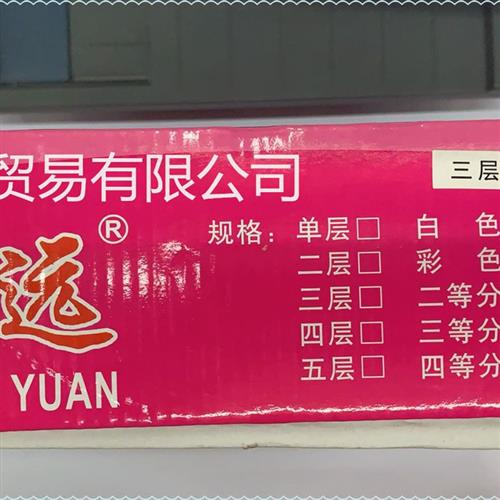 贸易有限公司
三层
远®
YUAN
规格：单层□ 白色
二层□ 彩色
三层□ 二等分
四层□ 三等分
五层□ 四等分